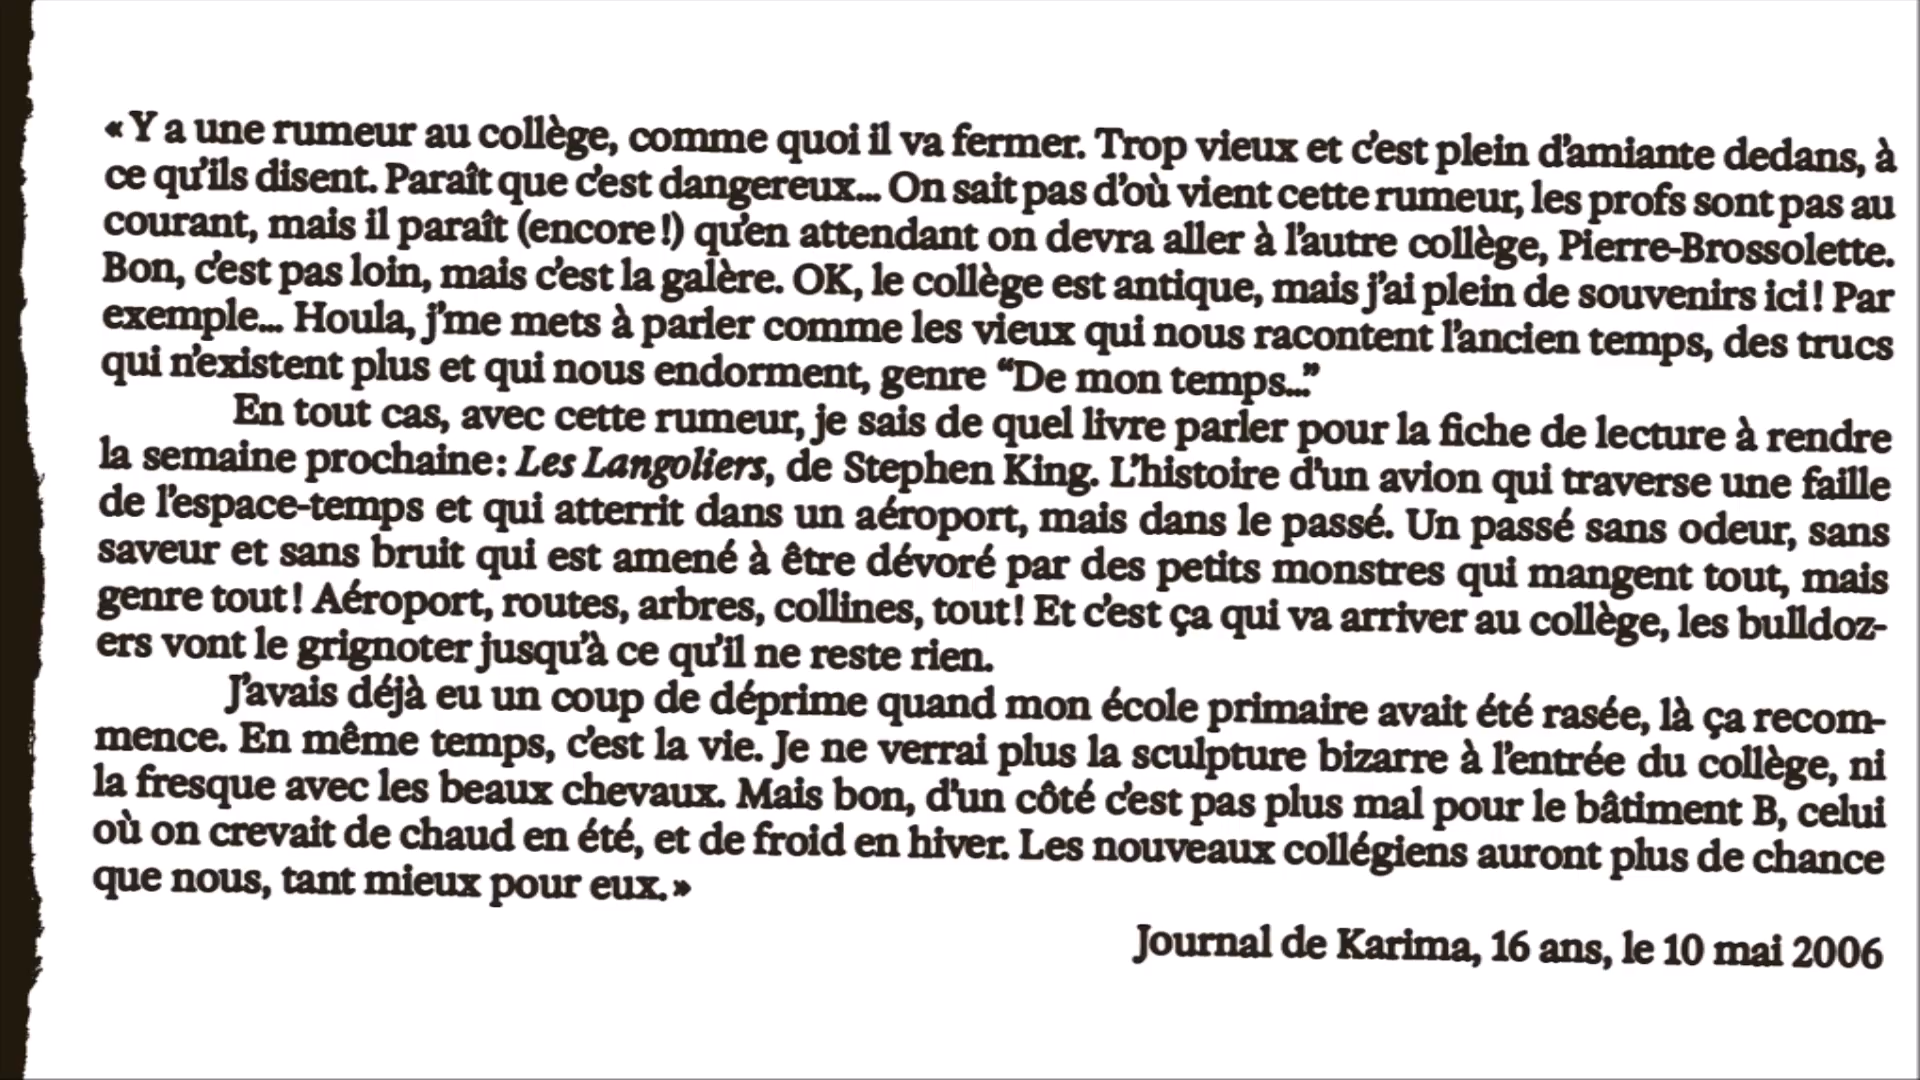 « Y a une rumeur au collège, comme quoi il va fermer. Trop vieux et c'est plein d'amiante dedans, à
ce qu'ils disent. Paraît que c'est dangereux... On sait pas d'où vient cette rumeur, les profs sont pas au
courant, mais il paraît (encore !) qu'en attendant on devra aller à l'autre collège, Pierre-Brossolette.
Bon, c'est pas loin, mais c'est la galère. OK, le collège est antique, mais j'ai plein de souvenirs ici ! Par
exemple... Houla, j'me mets à parler comme les vieux qui nous racontent l'ancien temps, des trucs
qui n'existent plus et qui nous endorment, genre “De mon temps...”
En tout cas, avec cette rumeur, je sais de quel livre parler pour la fiche de lecture à rendre
la semaine prochaine : Les Langoliers, de Stephen King. L'histoire d'un avion qui traverse une faille
de l'espace-temps et qui atterrit dans un aéroport, mais dans le passé. Un passé sans odeur, sans
saveur et sans bruit qui est amené à être dévoré par des petits monstres qui mangent tout, mais
genre tout ! Aéroport, routes, arbres, collines, tout ! Et c'est ça qui va arriver au collège, les bulldoz-
ers vont le grignoter jusqu'à ce qu'il ne reste rien.
J'avais déjà eu un coup de déprime quand mon école primaire avait été rasée, là ça recom-
mence. En même temps, c'est la vie. Je ne verrai plus la sculpture bizarre à l'entrée du collège, ni
la fresque avec les beaux chevaux. Mais bon, d'un côté c'est pas plus mal pour le bâtiment B, celui
où on crevait de chaud en été, et de froid en hiver. Les nouveaux collégiens auront plus de chance
que nous, tant mieux pour eux. »
Journal de Karima, 16 ans, le 10 mai 2006